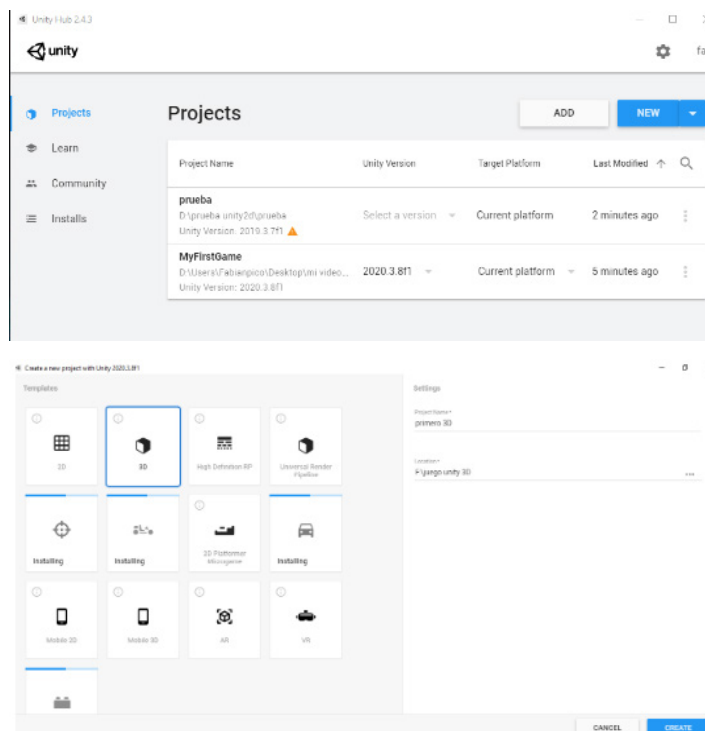 Unity Hub 2.4.3
unity
fa
Projects
Learn
Community
Installs
Projects
ADD
NEW
Project Name
Unity Version
Target Platform
Last Modified
prueba
D:\prueba unity2d\prueba
Unity Version: 2019.3.7f1
Select a version
Current platform
2 minutes ago
MyFirstGame
D:\Users\Fabianpico\Desktop\mi video...
Unity Version: 2020.3.8f1
2020.3.8f1
Current platform
5 minutes ago
Create a new project with Unity 2020.3.8f1
Templates
2D
3D
High Definition RP
Universal Render
Pipeline
Installing
Installing
2D Platformer
Microgame
Installing
Mobile 2D
Mobile 3D
AR
VR
Settings
Project Name*
primero 3D
Location*
F:\juego unity 3D
...
CANCEL
CREATE